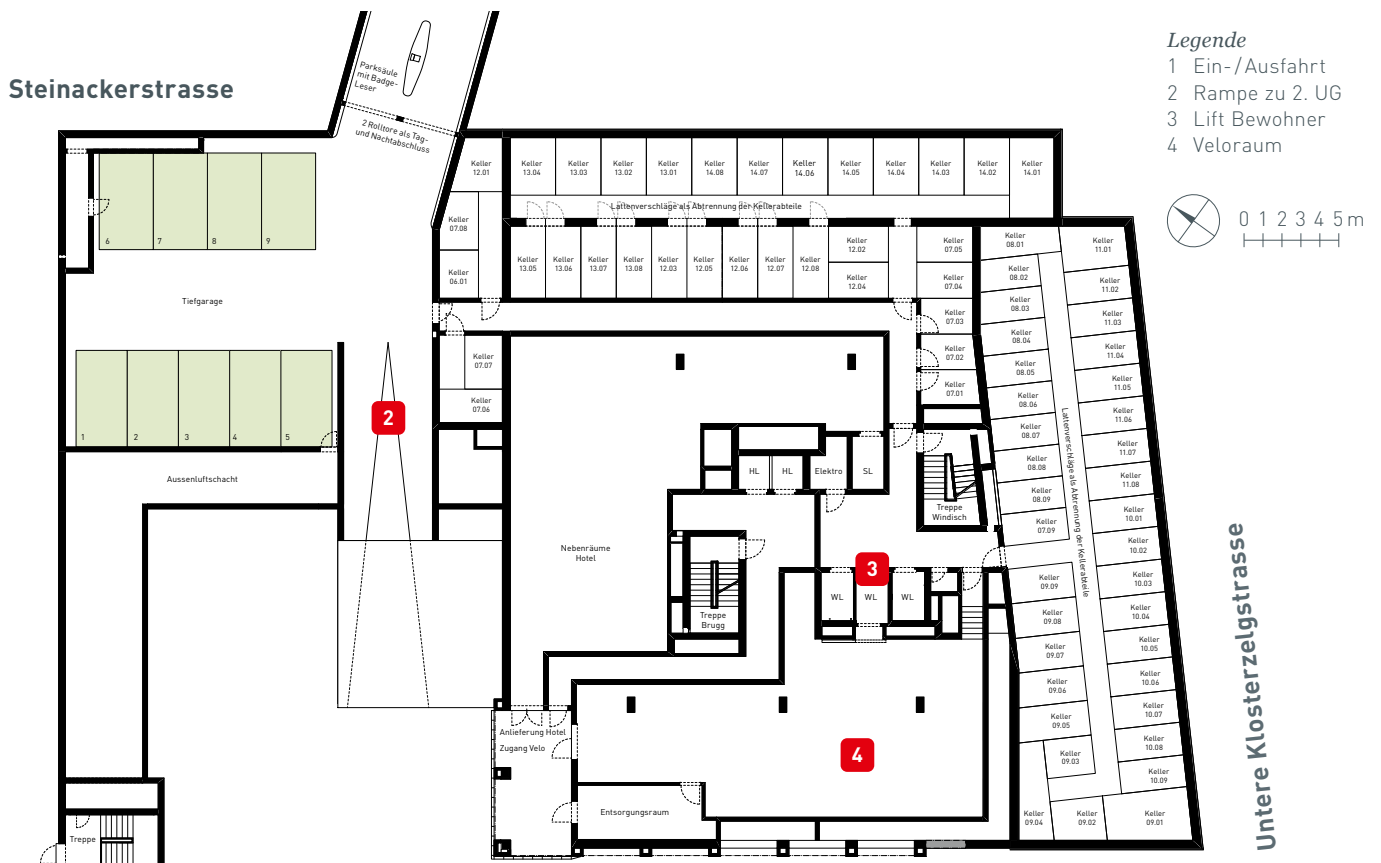 Steinackerstrasse
Parksäule
mit Badge-
Leser
2 Rolltore als Tag-
und Nachtabschluss
Legende
1 Ein-/Ausfahrt
2 Rampe zu 2. UG
3 Lift Bewohner
4 Veloraum
0 1 2 3 4 5m
6
7
8
9
Tiefgarage
1
2
3
4
5
Aussenluftschacht
2
Keller
12.01
Keller
07.08
Keller
06.01
Keller
07.07
Keller
07.06
Keller
13.04
Keller
13.03
Keller
13.02
Keller
13.01
Keller
14.08
Keller
14.07
Keller
14.06
Keller
14.05
Keller
14.04
Keller
14.03
Keller
14.02
Keller
14.01
Lattenverschläge als Abtrennung der Kellerabteile
Keller
13.05
Keller
13.06
Keller
13.07
Keller
13.08
Keller
12.03
Keller
12.05
Keller
12.06
Keller
12.07
Keller
12.08
Keller
12.02
Keller
12.04
Keller
07.05
Keller
07.04
Keller
07.03
Keller
07.02
Keller
07.01
Keller
08.01
Keller
08.02
Keller
08.03
Keller
08.04
Keller
08.05
Keller
08.06
Keller
08.07
Keller
08.08
Keller
08.09
Keller
07.09
Keller
09.09
Keller
09.08
Keller
09.07
Keller
09.06
Keller
09.05
Keller
09.03
Keller
09.04
Keller
09.02
Keller
09.01
Lattenverschläge als Abtrennung der Kellerabteile
Keller
11.01
Keller
11.02
Keller
11.03
Keller
11.04
Keller
11.05
Keller
11.06
Keller
11.07
Keller
11.08
Keller
10.01
Keller
10.02
Keller
10.03
Keller
10.04
Keller
10.05
Keller
10.06
Keller
10.07
Keller
10.08
Keller
10.09
HL
HL
Elektro
SL
Treppe
Windisch
Nebenräume
Hotel
Treppe
Brugg
3
WL
WL
WL
4
Anlieferung Hotel
Zugang Velo
Entsorgungsraum
Treppe
Untere Klosterzelgstrasse